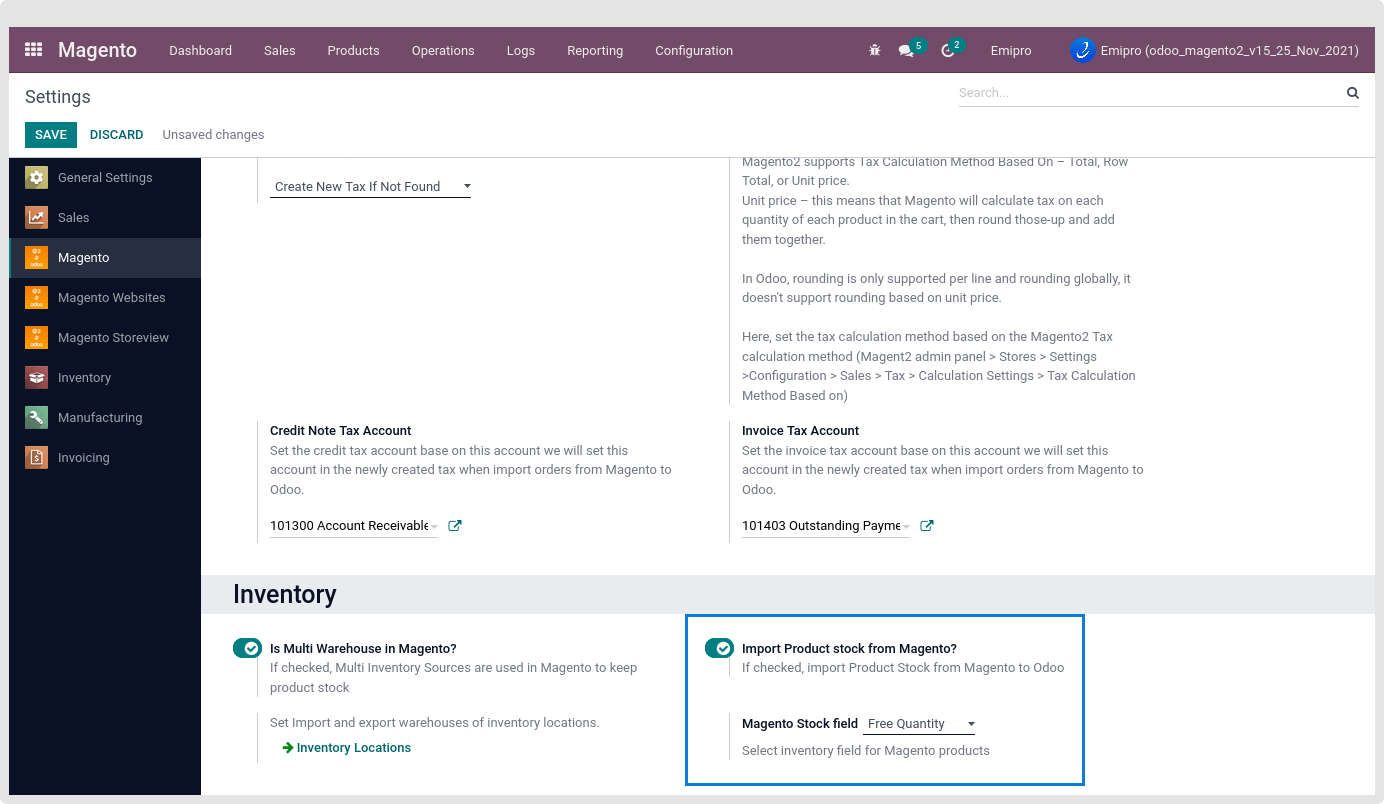 Magento Dashboard Sales Products Operations Logs Reporting Configuration 5 2 Emipro Emipro (odoo_magento2_v15_25_Nov_2021)
Settings
Search...
SAVE DISCARD Unsaved changes
General Settings
Sales
Magento
Magento Websites
Magento Storeview
Inventory
Manufacturing
Invoicing
Create New Tax If Not Found
Magento2 supports Tax Calculation Method Based On – Total, Row
Total, or Unit price.
Unit price – this means that Magento will calculate tax on each
quantity of each product in the cart, then round those-up and add
them together.
In Odoo, rounding is only supported per line and rounding globally, it
doesn't support rounding based on unit price.
Here, set the tax calculation method based on the Magento2 Tax
calculation method (Magent2 admin panel > Stores > Settings
>Configuration > Sales > Tax > Calculation Settings > Tax Calculation
Method Based on)
Credit Note Tax Account
Set the credit tax account base on this account we will set this
account in the newly created tax when import orders from Magento to
Odoo.
101300 Account Receivable
Invoice Tax Account
Set the invoice tax account base on this account we will set this
account in the newly created tax when import orders from Magento to
Odoo.
101403 Outstanding Payme
Inventory
Is Multi Warehouse in Magento?
If checked, Multi Inventory Sources are used in Magento to keep
product stock
Set Import and export warehouses of inventory locations.
Inventory Locations
Import Product stock from Magento?
If checked, import Product Stock from Magento to Odoo
Magento Stock field Free Quantity
Select inventory field for Magento products